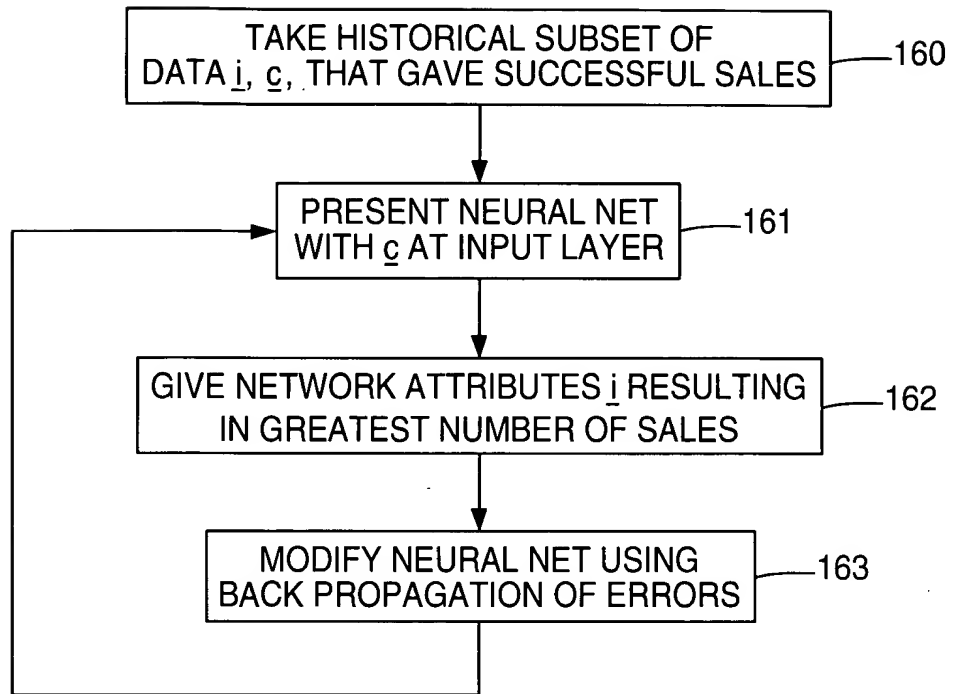 TAKE HISTORICAL SUBSET OF
DATA i, c, THAT GAVE SUCCESSFUL SALES
160
PRESENT NEURAL NET
WITH c AT INPUT LAYER
161
GIVE NETWORK ATTRIBUTES i RESULTING
IN GREATEST NUMBER OF SALES
162
MODIFY NEURAL NET USING
BACK PROPAGATION OF ERRORS
163